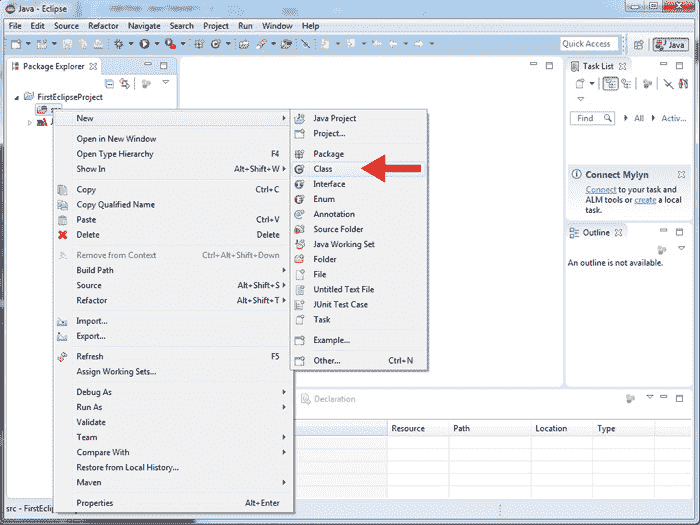 Java - Eclipse
File Edit Source Refactor Navigate Search Project Run Window Help
Quick Access
Java
Package Explorer
FirstEclipseProject
src
New
Open in New Window
Open Type Hierarchy F4
Show In Alt+Shift+W
Copy Ctrl+C
Copy Qualified Name
Paste Ctrl+V
Delete Delete
Remove from Context Ctrl+Alt+Shift+Down
Build Path
Source Alt+Shift+S
Refactor Alt+Shift+T
Import...
Export...
Refresh F5
Assign Working Sets...
Debug As
Run As
Validate
Team
Compare With
Restore from Local History...
Maven
Properties Alt+Enter
Java Project
Project...
Package
Class
Interface
Enum
Annotation
Source Folder
Java Working Set
Folder
File
Untitled Text File
JUnit Test Case
Task
Example...
Other... Ctrl+N
Task List
Find All Activ...
Connect Mylyn
Connect to your task and
ALM tools or create a local
task.
Outline
An outline is not available.
Declaration
Resource Path Location Type
src - FirstEc